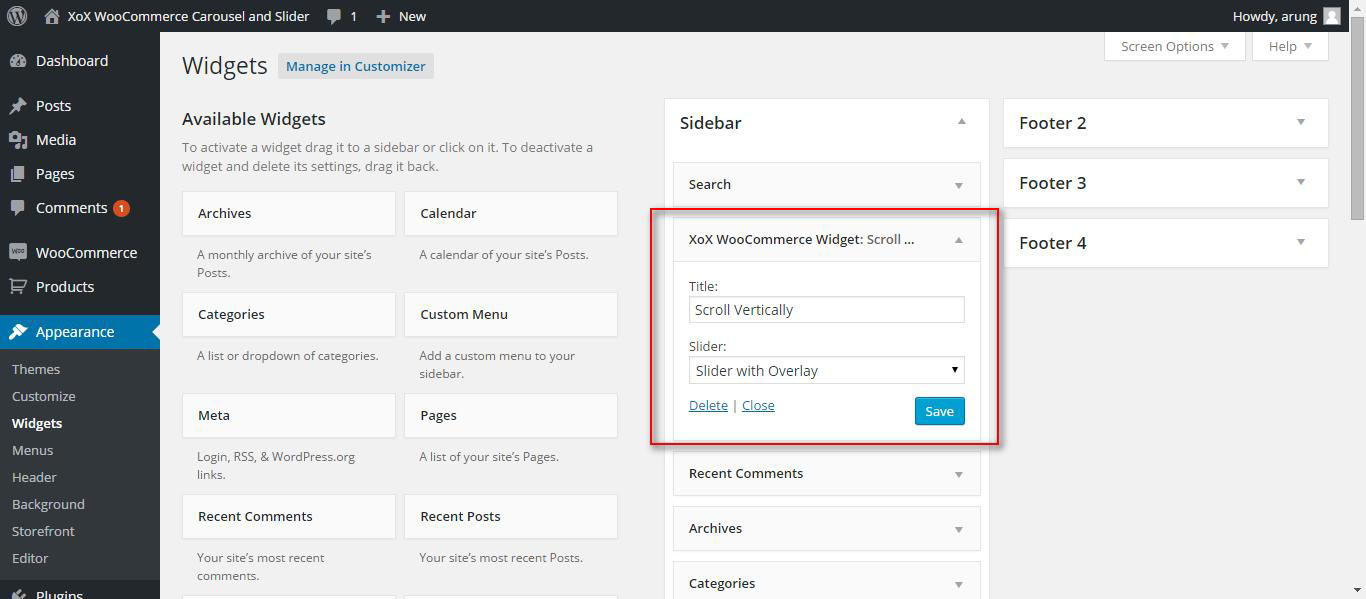 XoX WooCommerce Carousel and Slider 1 New Howdy, arung
Dashboard
Posts
Media
Pages
Comments 1
WooCommerce
Products
Appearance
Themes
Customize
Widgets
Menus
Header
Background
Storefront
Editor
Plugins
Screen Options Help
Widgets Manage in Customizer
Available Widgets
To activate a widget drag it to a sidebar or click on it. To deactivate a
widget and delete its settings, drag it back.
Archives
A monthly archive of your site's
Posts.
Calendar
A calendar of your site's Posts.
Categories
A list or dropdown of categories.
Custom Menu
Add a custom menu to your
sidebar.
Meta
Login, RSS, & WordPress.org
links.
Pages
A list of your site's Pages.
Recent Comments
Your site's most recent
comments.
Recent Posts
Your site's most recent Posts.
Sidebar
Search
XoX WooCommerce Widget: Scroll ...
Title:
Scroll Vertically
Slider:
Slider with Overlay
Delete | Close Save
Recent Comments
Archives
Categories
Footer 2
Footer 3
Footer 4